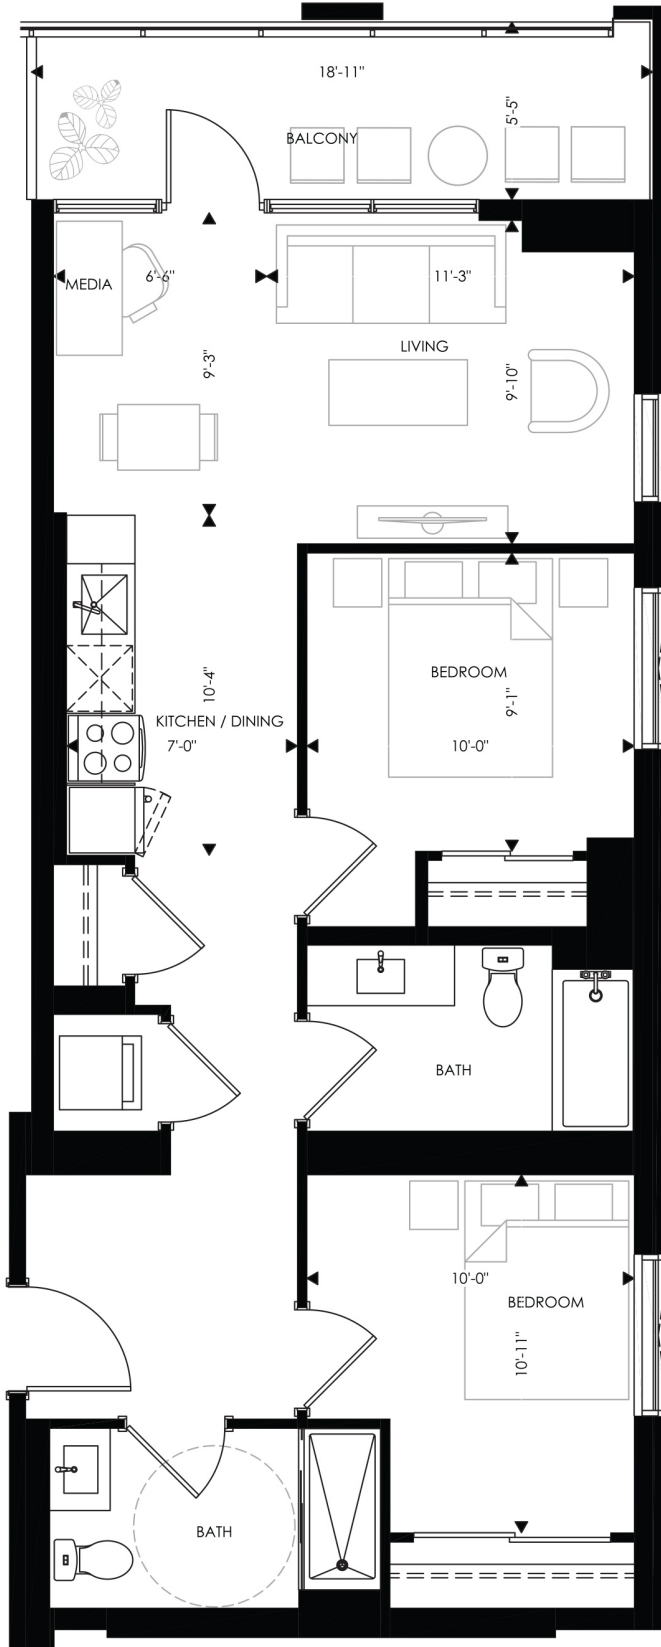 18'-11"
5'-5"
BALCONY
MEDIA
6'-6"
11'-3"
LIVING
9'-3"
9'-10"
BEDROOM
10'-4"
9'-1"
KITCHEN / DINING
7'-0"
10'-0"
BATH
10'-0"
BEDROOM
10'-11"
BATH